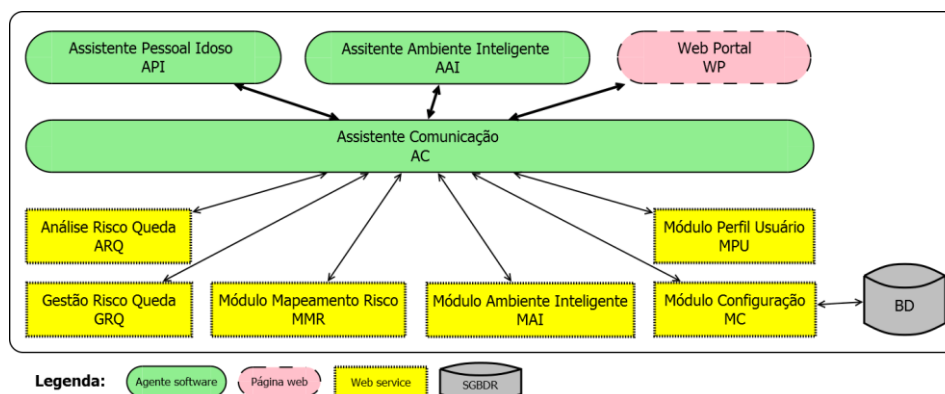 Assistente Pessoal Idoso
API
Assitente Ambiente Inteligente
AAI
Web Portal
WP
Assistente Comunicação
AC
Análise Risco Queda
ARQ
Módulo Perfil Usuário
MPU
Gestão Risco Queda
GRQ
Módulo Mapeamento Risco
MMR
Módulo Ambiente Inteligente
MAI
Módulo Configuração
MC
BD
Legenda:
Agente software
Página web
Web service
SGBDR